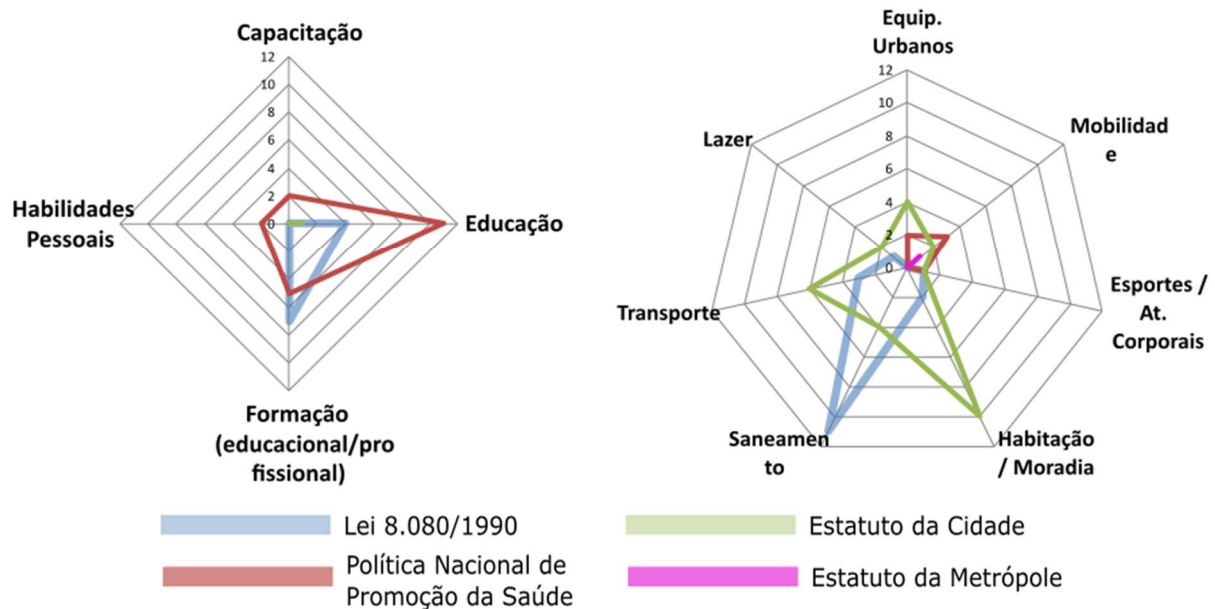 Capacitação
12
10
8
6
4
2
0
Habilidades
Pessoais
Educação
Formação
(educacional/pro
fissional)
Equip.
Urbanos
12
10
8
6
4
2
0
Lazer
Mobilidad
e
Transporte
Esportes /
At.
Corporais
Saneamen
to
Habitação
/ Moradia
Lei 8.080/1990
Política Nacional de
Promoção da Saúde
Estatuto da Cidade
Estatuto da Metrópole